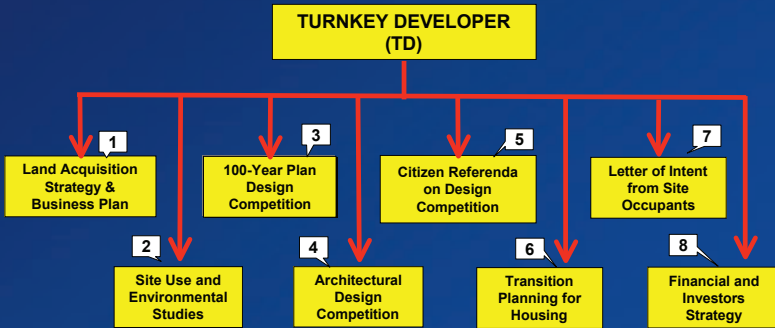 TURNKEY DEVELOPER
(TD)
1
Land Acquisition
Strategy &
Business Plan
2
Site Use and
Environmental
Studies
3
100-Year Plan
Design
Competition
4
Architectural
Design
Competition
5
Citizen Referenda
on Design
Competition
6
Transition
Planning for
Housing
7
Letter of Intent
from Site
Occupants
8
Financial and
Investors
Strategy